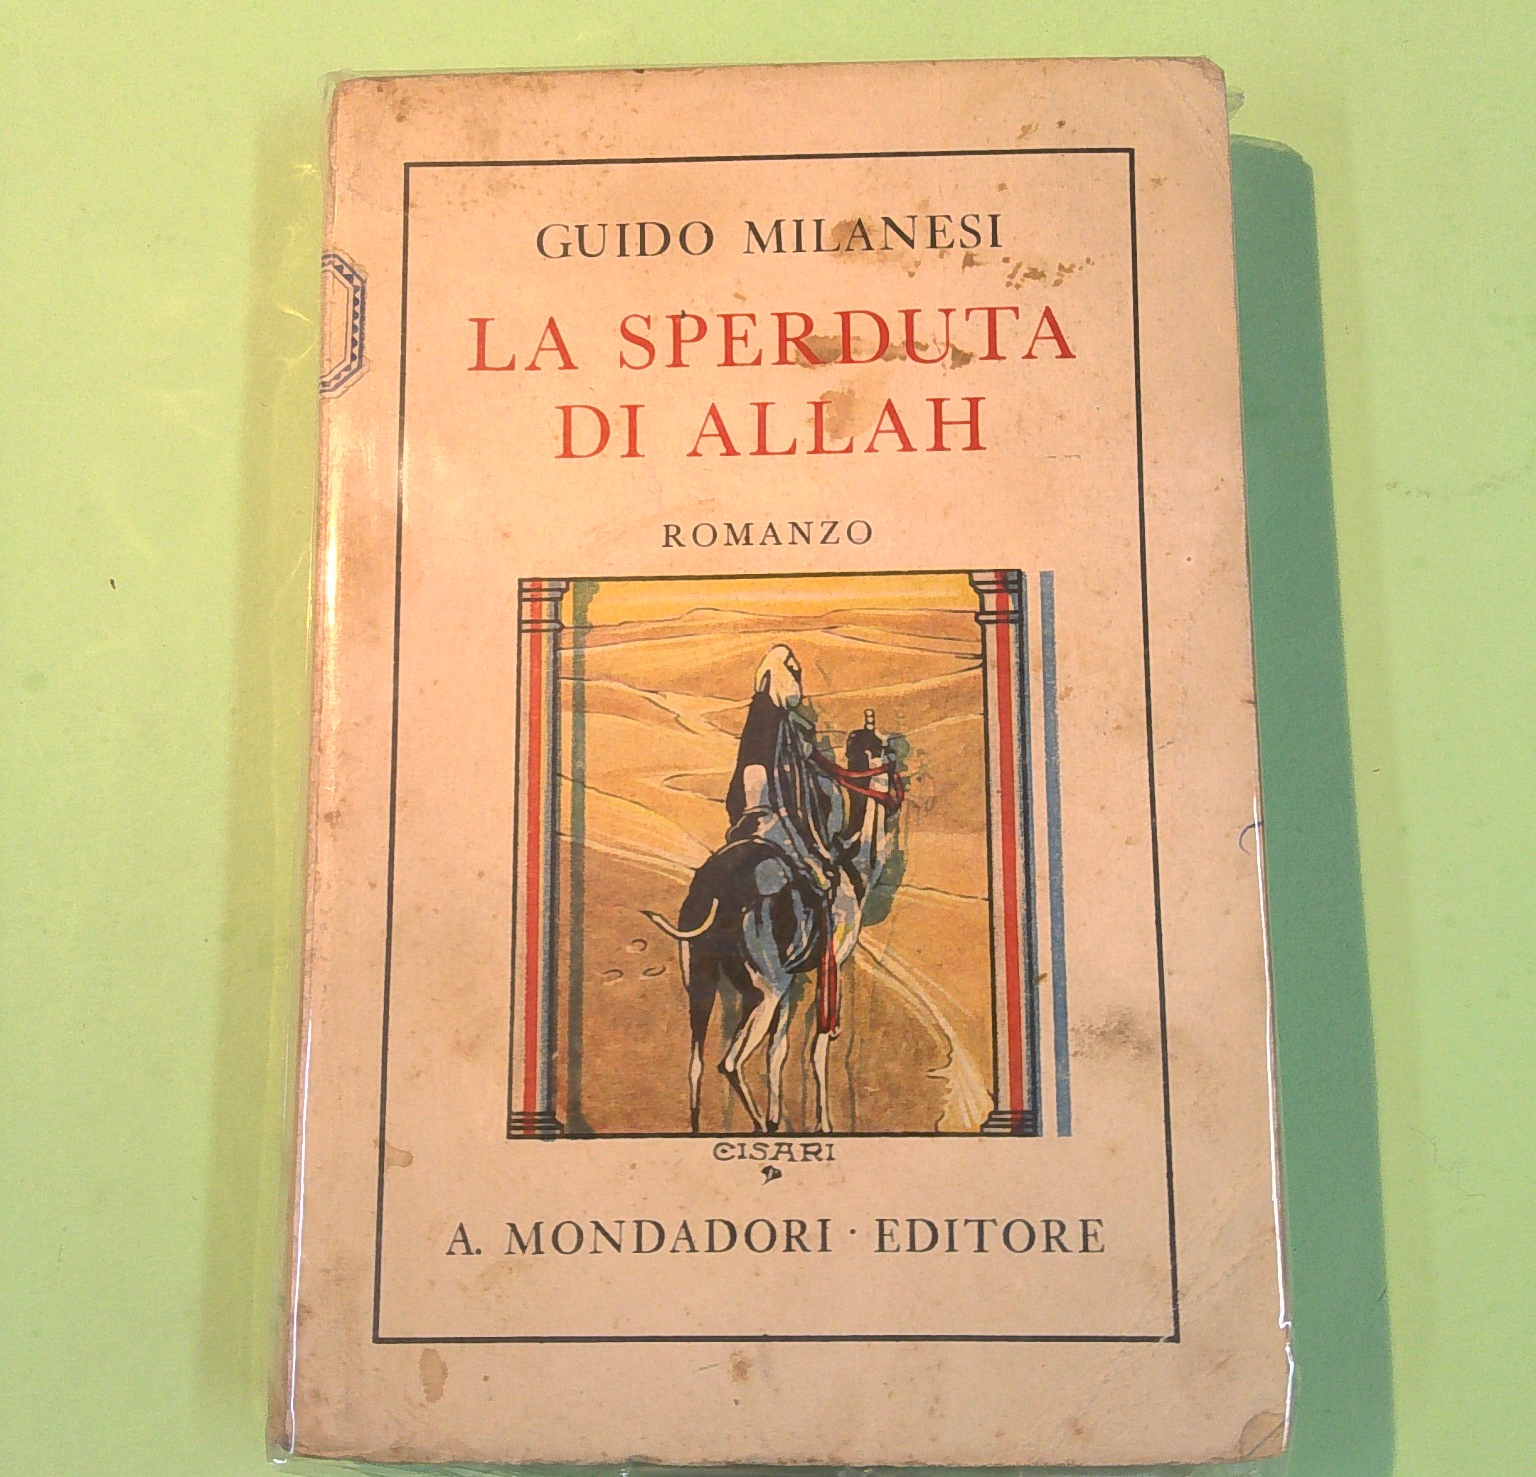 GUIDO MILANESI
LA SPERDUTA
DI ALLAH
ROMANZO
CISARI
A. MONDADORI · EDITORE